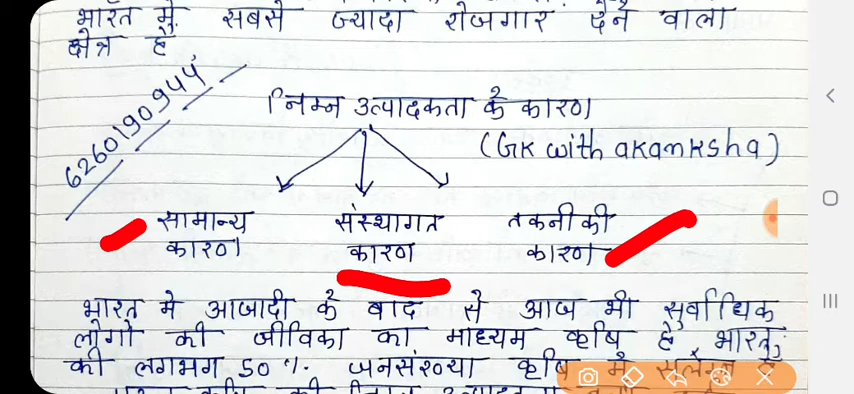 भारत में सबसे ज्यादा रोजगार देने वाला
क्षेत्र है
6260190944
निम्न उत्पादकता के कारण
(GK with akanksha)
सामान्य कारण
संस्थागत कारण
तकनीकी कारण
भारत मे आजादी के बाद से आज भी सर्वाधिक
लोगो की जीविका का माध्यम कृषि है भारत
की लगभग 50 %. जनसंख्या कृषि में